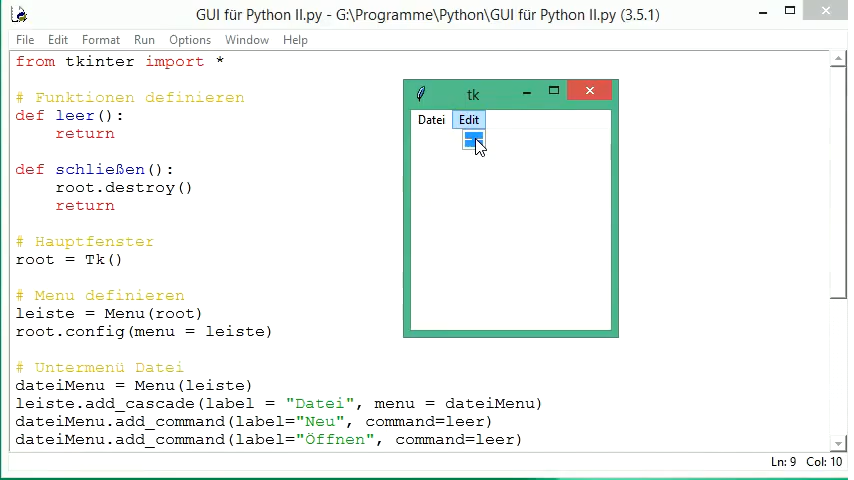 GUI für Python II.py - G:\Programme\Python\GUI für Python II.py (3.5.1)
File Edit Format Run Options Window Help
from tkinter import *
# Funktionen definieren
def leer():
    return
def schließen():
    root.destroy()
    return
# Hauptfenster
root = Tk()
# Menu definieren
leiste = Menu(root)
root.config(menu = leiste)
# Untermenü Datei
dateiMenu = Menu(leiste)
leiste.add_cascade(label = "Datei", menu = dateiMenu)
dateiMenu.add_command(label="Neu", command=leer)
dateiMenu.add_command(label="Öffnen", command=leer)
tk
Datei Edit
Ln: 9 Col: 10